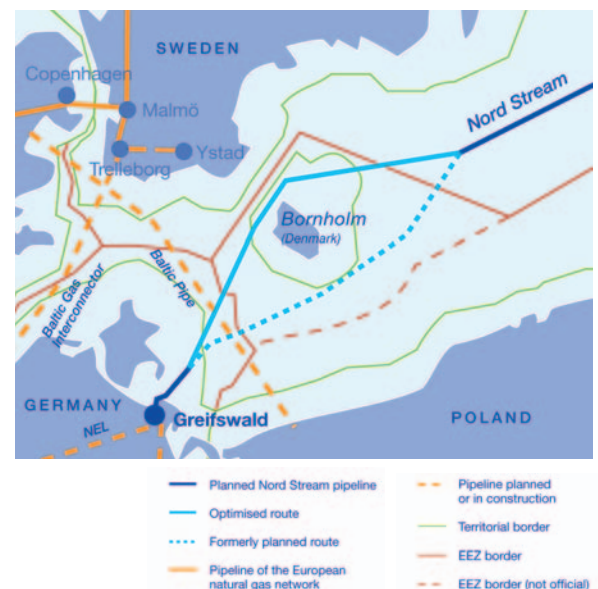 SWEDEN
Copenhagen
Malmö
Nord Stream
Trelleborg
Ystad
Bornholm
(Denmark)
Baltic Gas
Interconnector
Baltic Pipe
GERMANY
Greifswald
POLAND
NEL
Planned Nord Stream pipeline
Optimised route
Formerly planned route
Pipeline of the European
natural gas network
Pipeline planned
or in construction
Territorial border
EEZ border
EEZ border (not official)